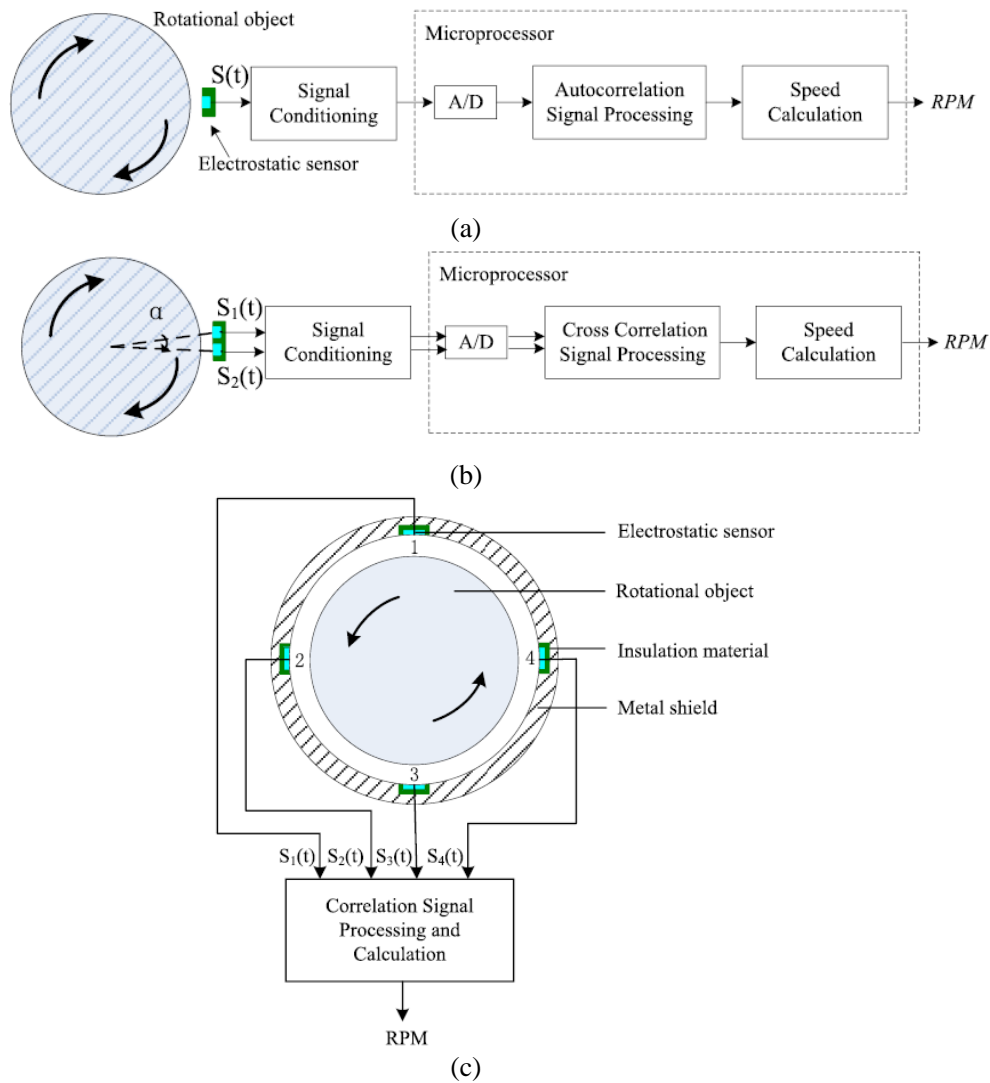 Rotational object
Microprocessor
S(t)
Signal
Conditioning
A/D
Autocorrelation
Signal Processing
Speed
Calculation
RPM
Electrostatic sensor
(a)
Microprocessor
α
S₁(t)
S₂(t)
Signal
Conditioning
A/D
Cross Correlation
Signal Processing
Speed
Calculation
RPM
(b)
Electrostatic sensor
1
Rotational object
Insulation material
2
4
Metal shield
3
S₁(t) S₂(t) S₃(t) S₄(t)
Correlation Signal
Processing and
Calculation
RPM
(c)